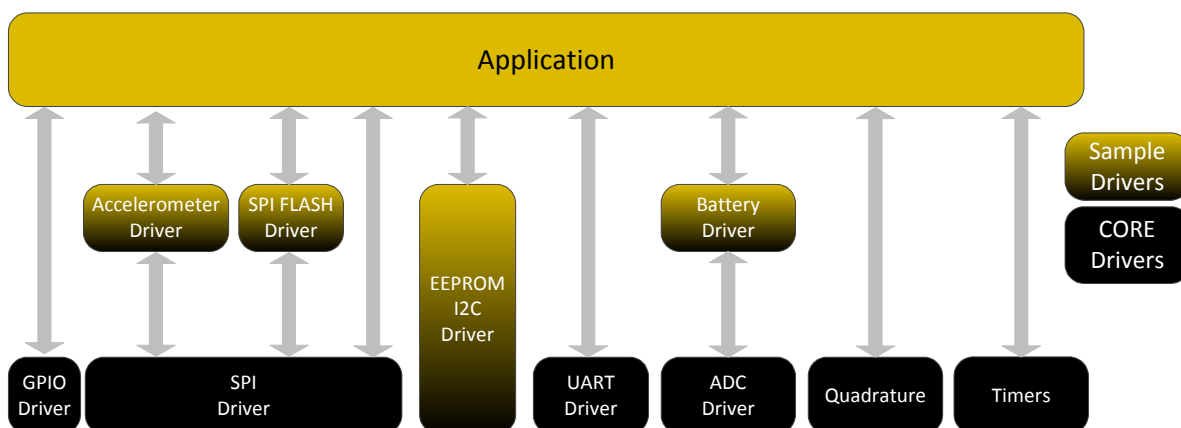 Application
Sample
Drivers
CORE
Drivers
Accelerometer
Driver
SPI FLASH
Driver
Battery
Driver
EEPROM
I2C
Driver
GPIO
Driver
SPI
Driver
UART
Driver
ADC
Driver
Quadrature
Timers